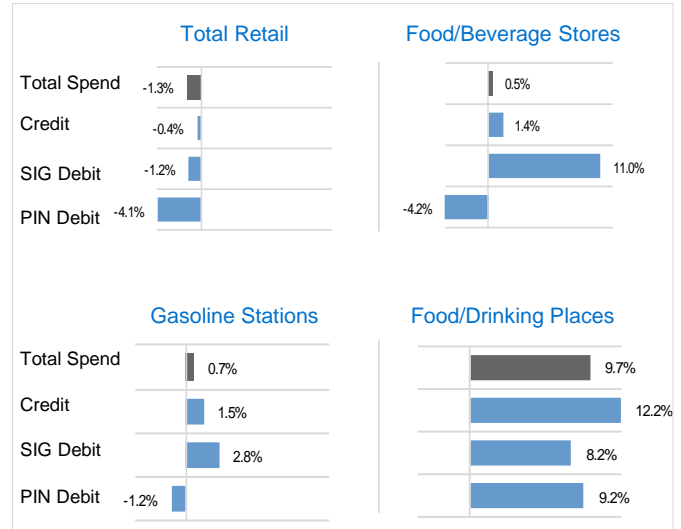 Total Retail
Food/Beverage Stores
Total Spend -1.3% 0.5%
Credit -0.4% 1.4%
SIG Debit -1.2% 11.0%
PIN Debit -4.1% -4.2%
Gasoline Stations
Food/Drinking Places
Total Spend 0.7% 9.7%
Credit 1.5% 12.2%
SIG Debit 2.8% 8.2%
PIN Debit -1.2% 9.2%